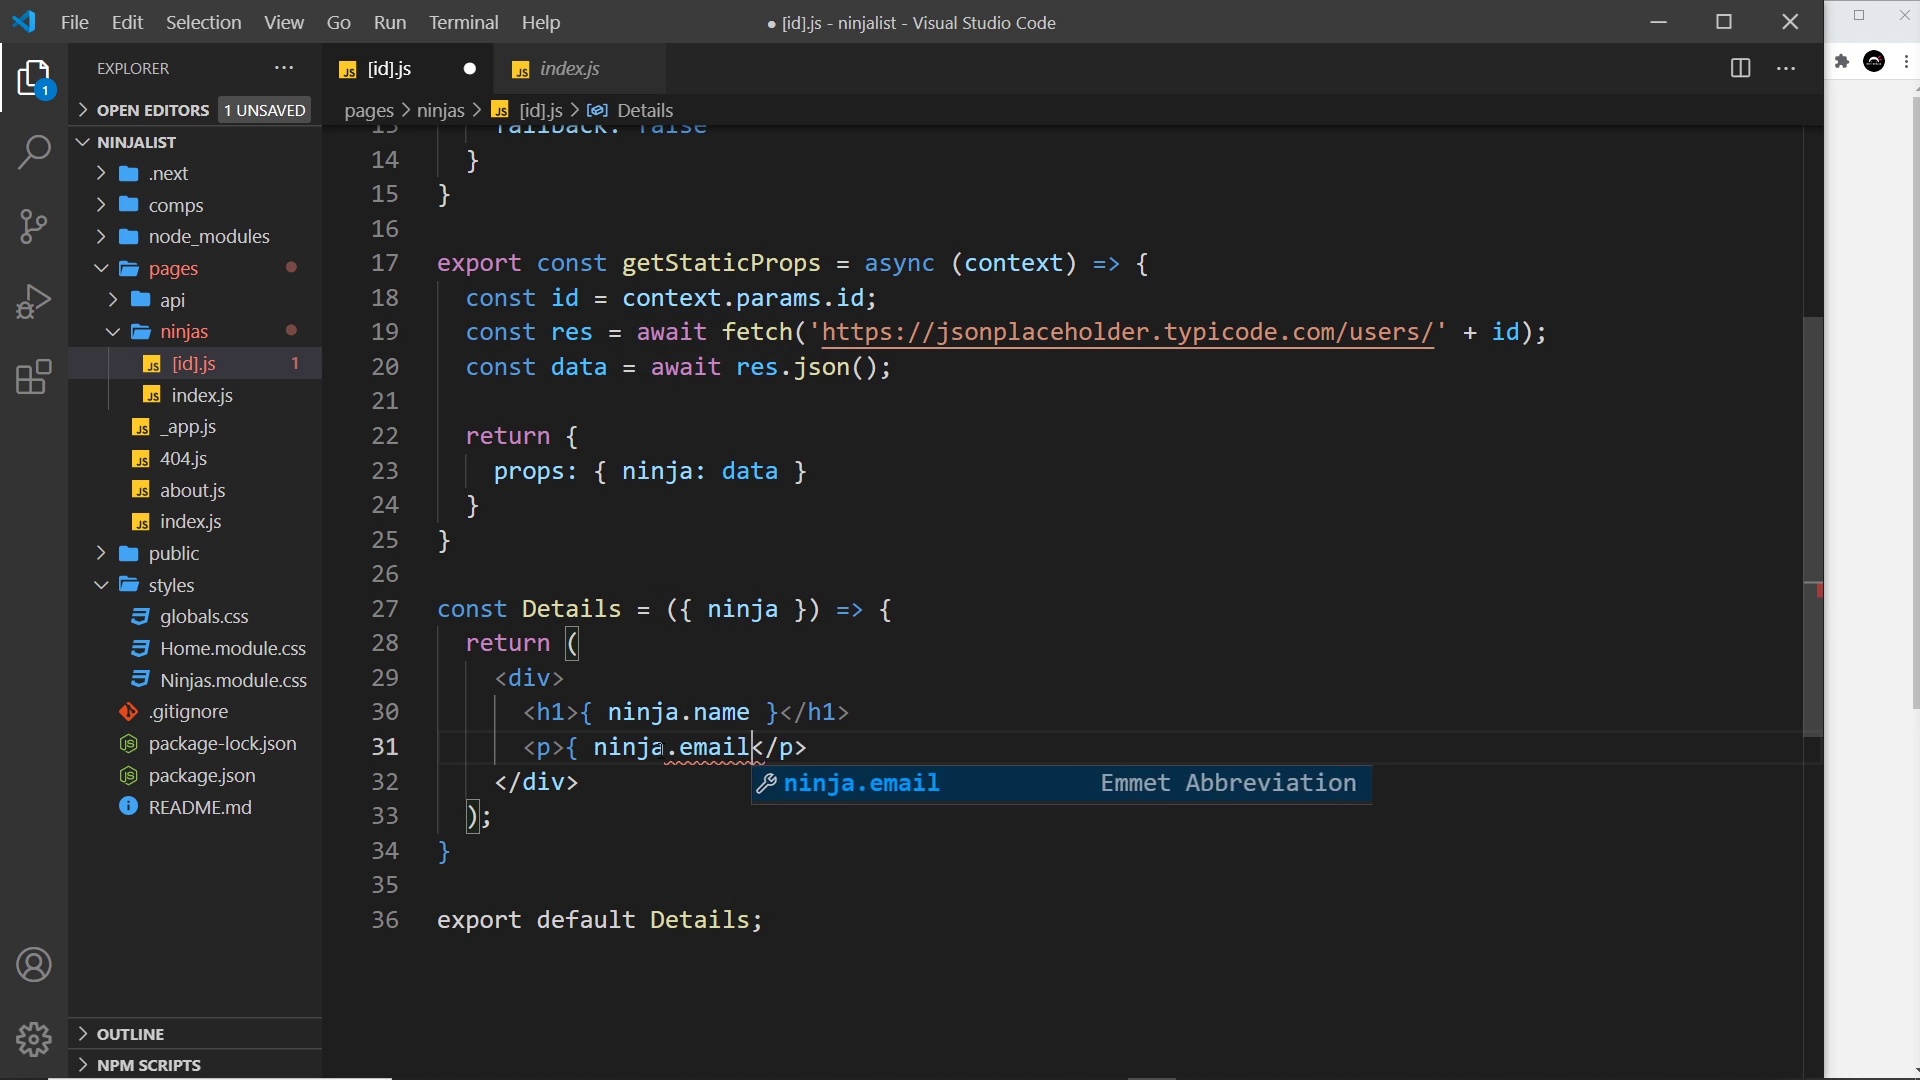 File Edit Selection View Go Run Terminal Help
● [id].js - ninjalist - Visual Studio Code
EXPLORER
[id].js
index.js
OPEN EDITORS 1 UNSAVED
pages > ninjas > [id].js > Details
NINJALIST
.next
comps
node_modules
pages
api
ninjas
[id].js 1
index.js
_app.js
404.js
about.js
index.js
public
styles
globals.css
Home.module.css
Ninjas.module.css
.gitignore
package-lock.json
package.json
README.md
OUTLINE
NPM SCRIPTS
1
13 fallback: false
14 }
15 }
16
17 export const getStaticProps = async (context) => {
18 const id = context.params.id;
19 const res = await fetch('https://jsonplaceholder.typicode.com/users/' + id);
20 const data = await res.json();
21
22 return {
23 props: { ninja: data }
24 }
25 }
26
27 const Details = ({ ninja }) => {
28 return (
29 <div>
30 <h1>{ ninja.name }</h1>
31 <p>{ ninja.email</p>
ninja.email Emmet Abbreviation
32 </div>
33 );
34 }
35
36 export default Details;